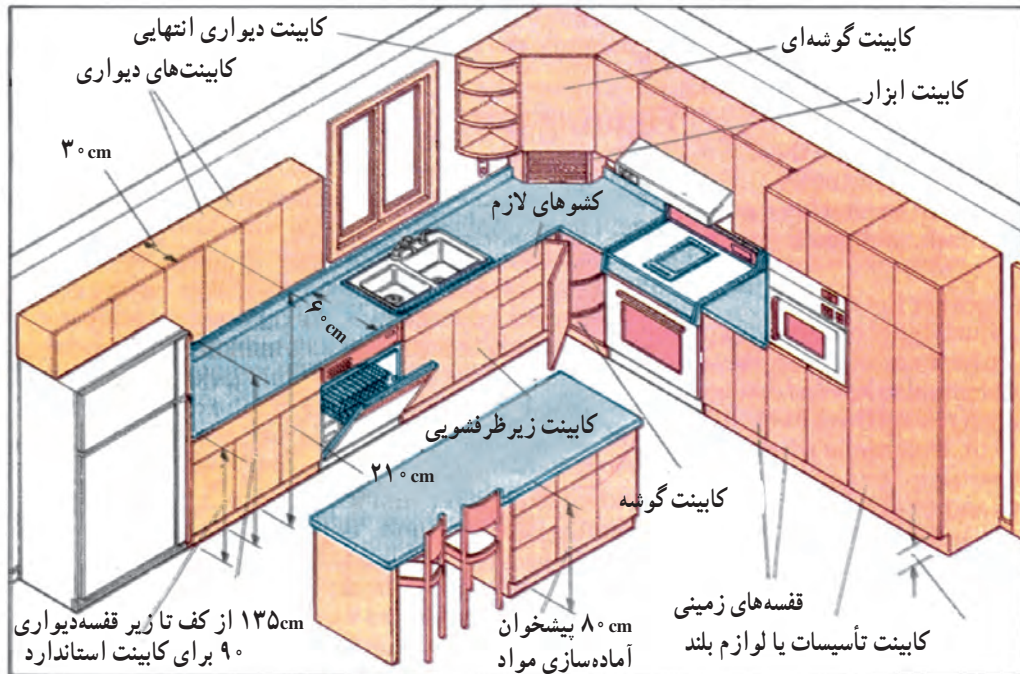 کابینت دیواری انتهایی
کابینت گوشه‌ای
کابینت‌های دیواری
کابینت ابزار
۳۰cm
کشوهای لازم
۶۰cm
کابینت زیرظرفشویی
۲۱۰cm
کابینت گوشه
قفسه‌های زمینی
کابینت تأسیسات یا لوازم بلند
۸۰cm پیشخوان
آماده‌سازی مواد
۱۳۵cm از کف تا زیر قفسه‌دیواری
۹۰ برای کابینت استاندارد